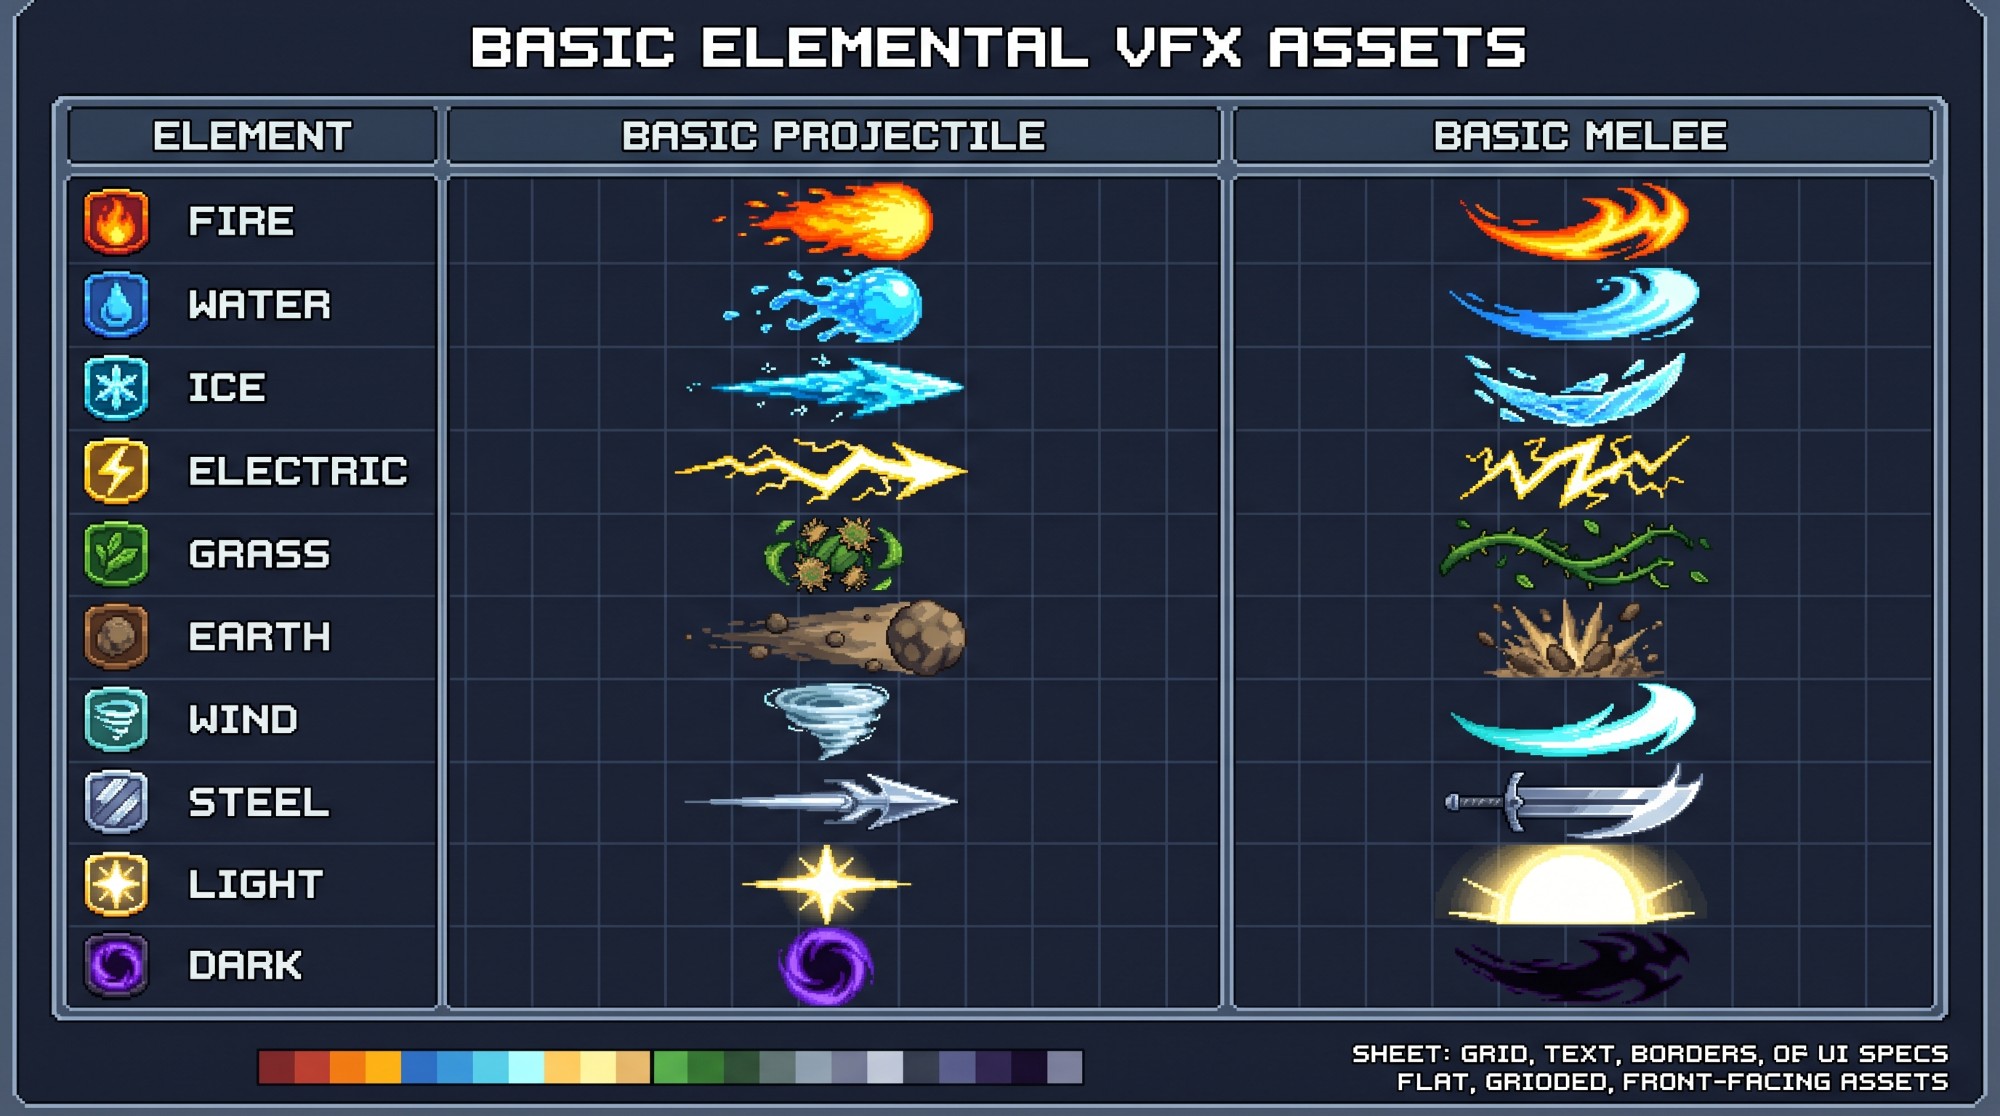 BASIC ELEMENTAL VFX ASSETS
ELEMENT
BASIC PROJECTILE
BASIC MELEE
FIRE
WATER
ICE
ELECTRIC
GRASS
EARTH
WIND
STEEL
LIGHT
DARK
SHEET: GRID, TEXT, BORDERS, OF UI SPECS
FLAT, GRIODED, FRONT-FACING ASSETS